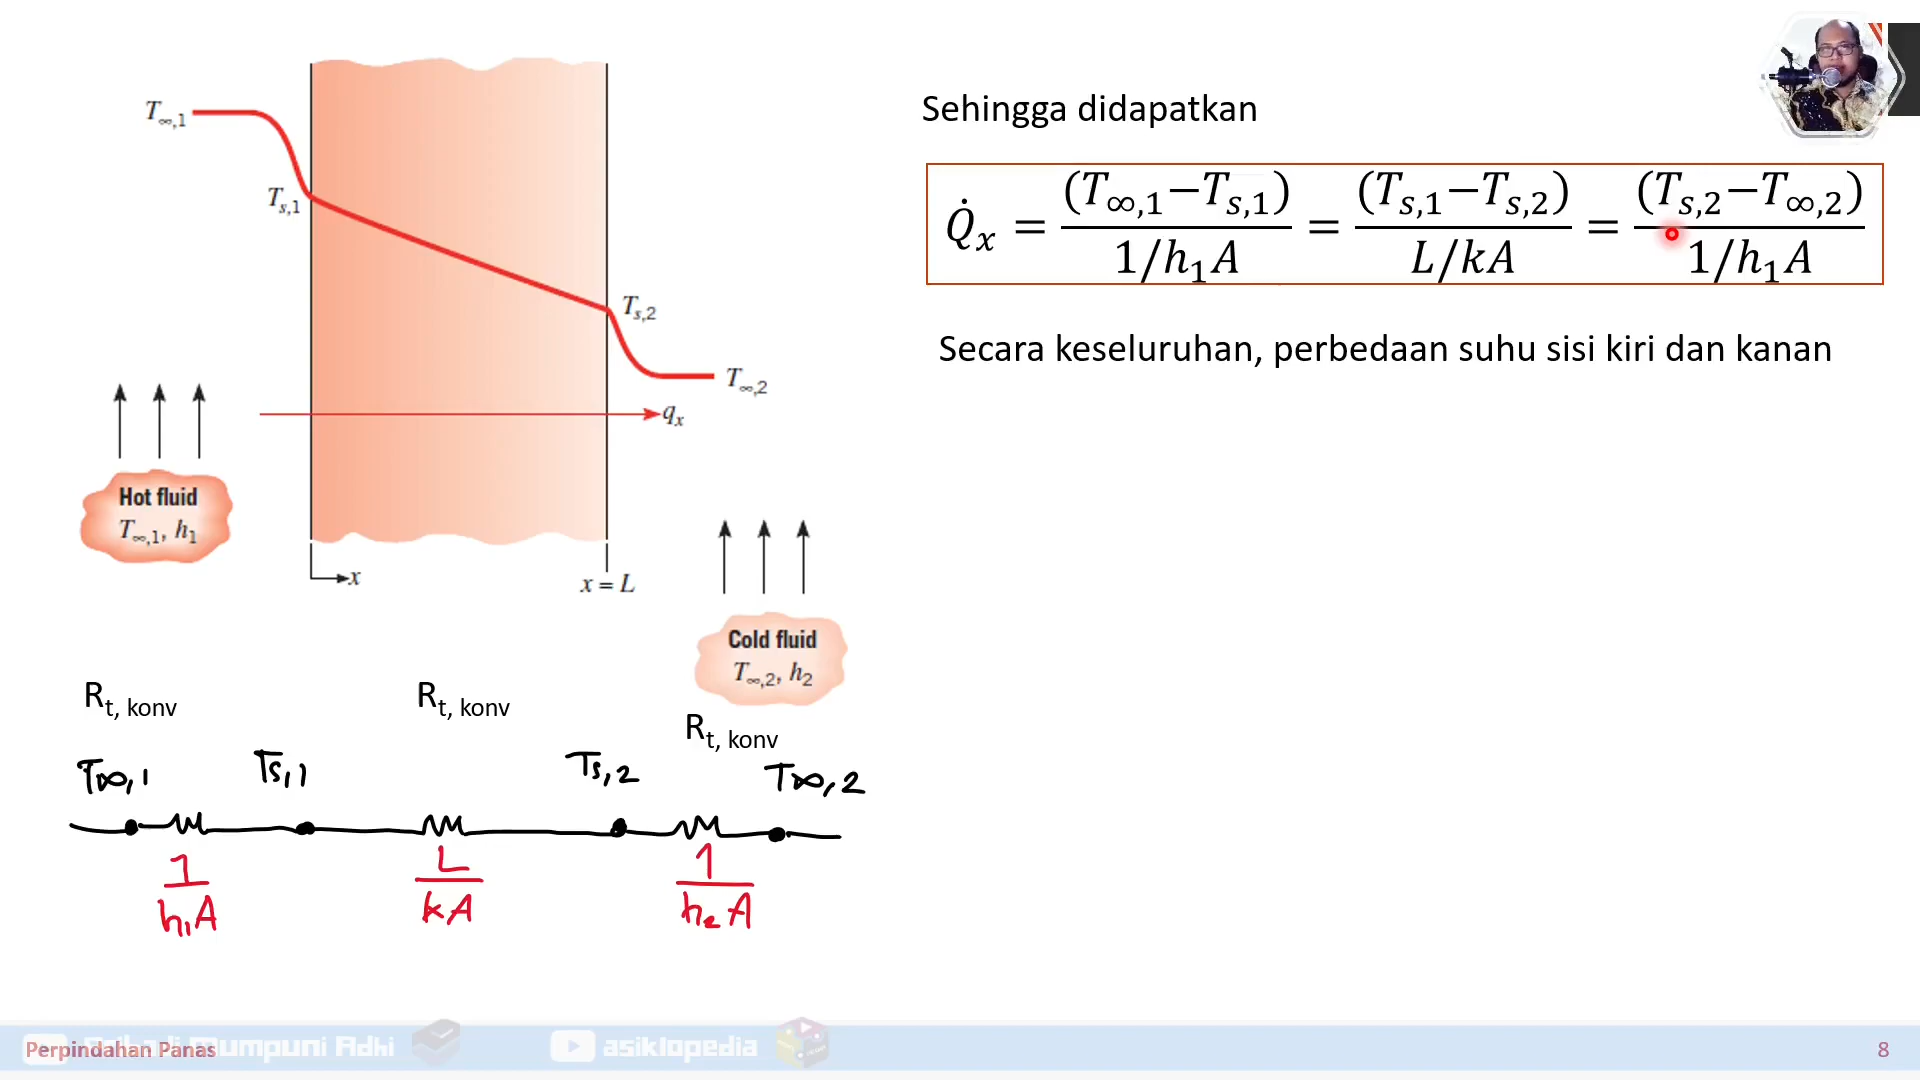 T∞,1
Ts,1
Ts,2
T∞,2
qx
Hot fluid
T∞,1, h1
x
x = L
Cold fluid
T∞,2, h2
Rt, konv
Rt, konv
Rt, konv
T∞,1
Ts,1
Ts,2
T∞,2
1/h1A
L/kA
1/h2A
Sehingga didapatkan
Q̇x = (T∞,1−Ts,1)/(1/h1A) = (Ts,1−Ts,2)/(L/kA) = (Ts,2−T∞,2)/(1/h1A)
Secara keseluruhan, perbedaan suhu sisi kiri dan kanan
Perpindahan Panas
Mumpuni Adhi
asiklopedia
8